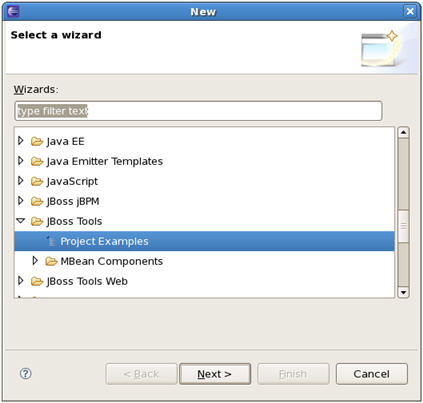 New
Select a wizard
Wizards:
type filter text
Java EE
Java Emitter Templates
JavaScript
JBoss jBPM
JBoss Tools
Project Examples
MBean Components
JBoss Tools Web
? < Back Next > Finish Cancel